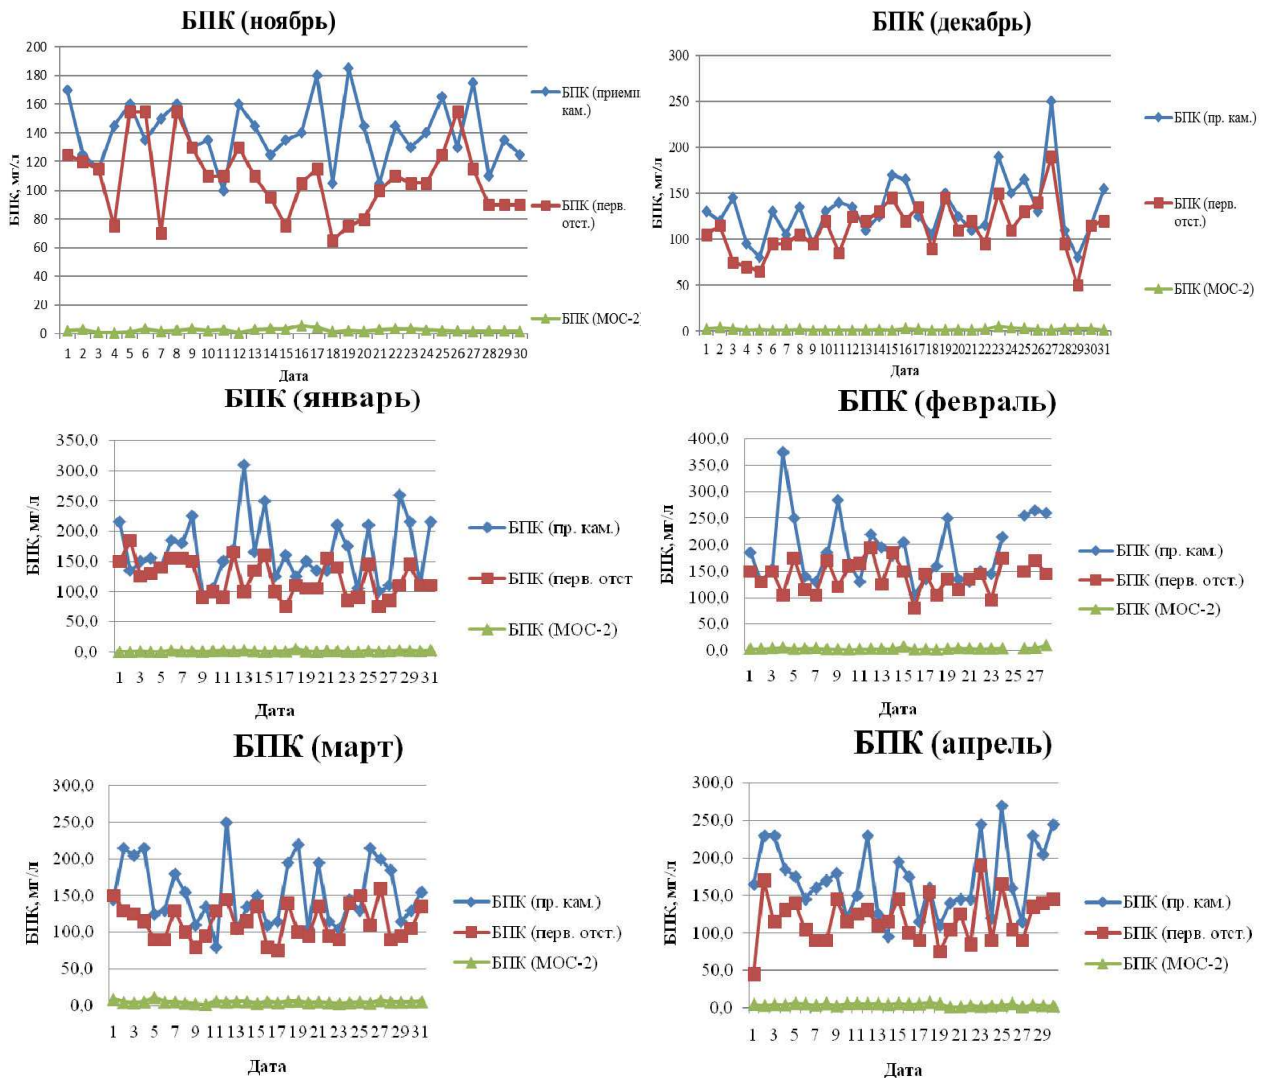 БПК (ноябрь)
200
180
160
140
120
100
80
60
40
20
0
БПК, мг/л
1 2 3 4 5 6 7 8 9 10 11 12 13 14 15 16 17 18 19 20 21 22 23 24 25 26 27 28 29 30
Дата
БПК (приемн.
кам.)
БПК (перв.
отст.)
БПК (МОС-2)
БПК (декабрь)
300
250
200
150
100
50
0
БПК, мг/л
1 2 3 4 5 6 7 8 9 10 11 12 13 14 15 16 17 18 19 20 21 22 23 24 25 26 27 28 29 30 31
Дата
БПК (пр. кам.)
БПК (перв.
отст.)
БПК (МОС-2)
БПК (январь)
350,0
300,0
250,0
200,0
150,0
100,0
50,0
0,0
БПК, мг/л
1 3 5 7 9 11 13 15 17 19 21 23 25 27 29 31
Дата
БПК (пр. кам.)
БПК (перв. отст
БПК (МОС-2)
БПК (февраль)
400,0
350,0
300,0
250,0
200,0
150,0
100,0
50,0
0,0
БПК, мг/л
1 3 5 7 9 11 13 15 17 19 21 23 25 27
Дата
БПК (пр. кам.)
БПК (перв. отст.)
БПК (МОС-2)
БПК (март)
300,0
250,0
200,0
150,0
100,0
50,0
0,0
БПК, мг/л
1 3 5 7 9 11 13 15 17 19 21 23 25 27 29 31
Дата
БПК (пр. кам.)
БПК (перв. отст.)
БПК (МОС-2)
БПК (апрель)
300,0
250,0
200,0
150,0
100,0
50,0
0,0
БПК, мг/л
1 3 5 7 9 11 13 15 17 19 21 23 25 27 29
Дата
БПК (пр. кам.)
БПК (перв. отст.)
БПК (МОС-2)